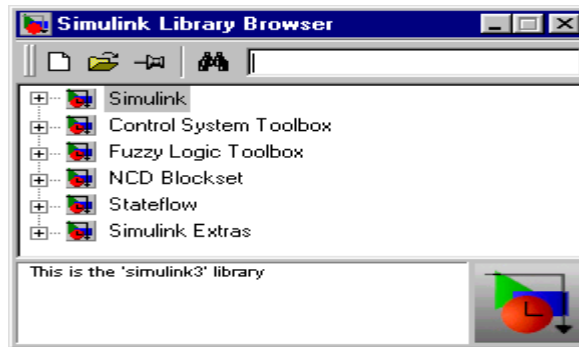 Simulink Library Browser
Simulink
Control System Toolbox
Fuzzy Logic Toolbox
NCD Blockset
Stateflow
Simulink Extras
This is the 'simulink3' library